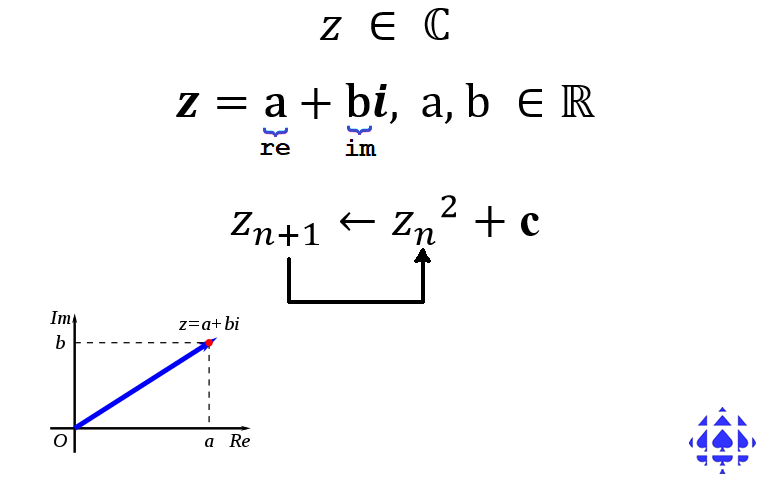 z ∈ ℂ
z = a + bi, a, b ∈ ℝ
re im
zₙ₊₁ ← zₙ² + c
Im
z=a+bi
b
O a Re